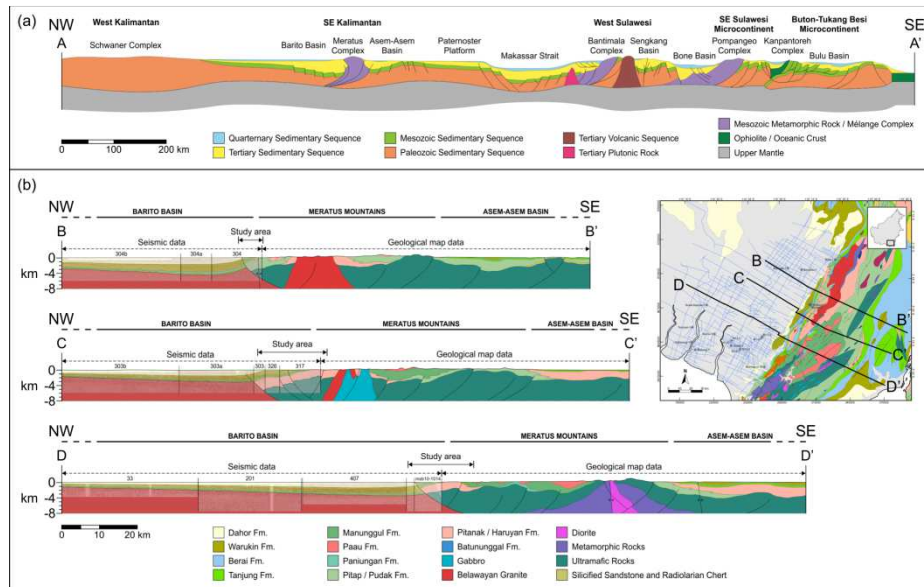 (a)
NW
West Kalimantan
SE Kalimantan
West Sulawesi
SE Sulawesi
Microcontinent
Buton-Tukang Besi
Microcontinent
SE
A
Schwaner Complex
Barito Basin
Meratus
Complex
Asem-Asem
Basin
Paternoster
Platform
Makassar Strait
Bantimala
Complex
Sengkang
Basin
Bone Basin
Pompangeo
Complex
Kanpantoreh
Complex
Bulu Basin
A'
0 100 200 km
Quarternary Sedimentary Sequence
Tertiary Sedimentary Sequence
Mesozoic Sedimentary Sequence
Paleozoic Sedimentary Sequence
Tertiary Volcanic Sequence
Tertiary Plutonic Rock
Mesozoic Metamorphic Rock / Mélange Complex
Ophiolite / Oceanic Crust
Upper Mantle
(b)
NW
BARITO BASIN
MERATUS MOUNTAINS
ASEM-ASEM BASIN
SE
B
Seismic data
Study area
Geological map data
B'
304b 304a 304
0
-4
km
-8
0
-4
-8
NW
BARITO BASIN
MERATUS MOUNTAINS
ASEM-ASEM BASIN
SE
C
Seismic data
Study area
Geological map data
C'
303b 303a 303 326 317
0
-4
km
-8
0
-4
-8
NW
BARITO BASIN
MERATUS MOUNTAINS
ASEM-ASEM BASIN
SE
D
Seismic data
Study area
Geological map data
D'
33 201 407
0
-4
km
-8
0
-4
-8
0 10 20 km
B
C
D
B'
C'
D'
N
Dahor Fm.
Warukin Fm.
Berai Fm.
Tanjung Fm.
Manunggul Fm.
Paau Fm.
Paniungan Fm.
Pitap / Pudak Fm.
Pitanak / Haruyan Fm.
Batununggal Fm.
Gabbro
Belawayan Granite
Diorite
Metamorphic Rocks
Ultramafic Rocks
Silicified Sandstone and Radiolarian Chert